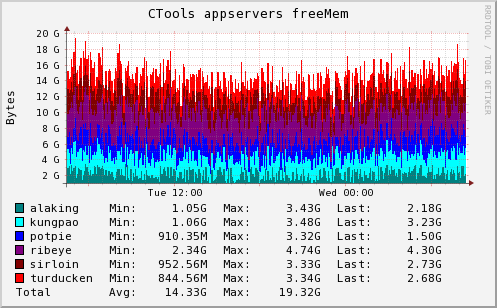 CTools appservers freeMem
RRDTOOL / TOBI OETIKER
Bytes
20 G
18 G
16 G
14 G
12 G
10 G
8 G
6 G
4 G
2 G
Tue 12:00 Wed 00:00
alaking Min: 1.05G Max: 3.43G Last: 2.18G
kungpao Min: 1.06G Max: 3.48G Last: 3.23G
potpie Min: 910.35M Max: 3.32G Last: 1.50G
ribeye Min: 2.34G Max: 4.74G Last: 4.30G
sirloin Min: 952.56M Max: 3.33G Last: 2.73G
turducken Min: 844.56M Max: 3.34G Last: 2.68G
Total Avg: 14.33G Max: 19.32G